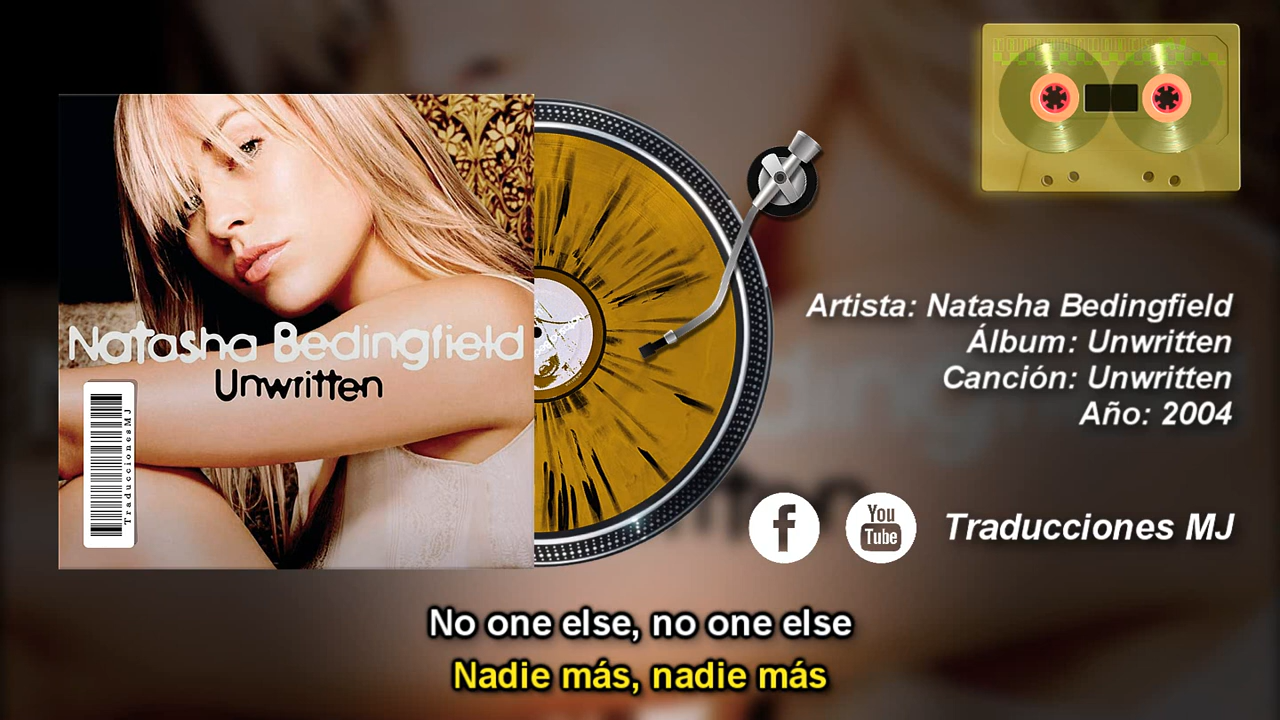 Natasha Bedingfield
Unwritten
TraduccionesMJ
Artista: Natasha Bedingfield
Álbum: Unwritten
Canción: Unwritten
Año: 2004
f
You
Tube
Traducciones MJ
No one else, no one else
Nadie más, nadie más